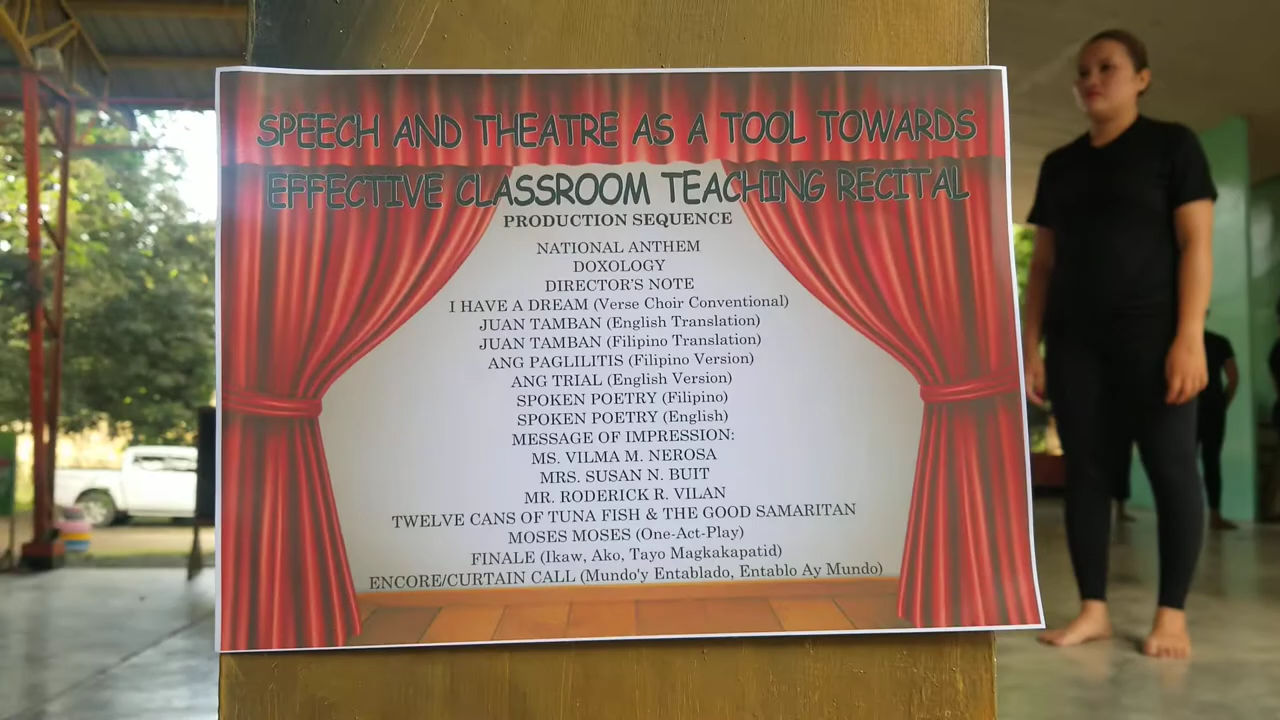 SPEECH AND THEATRE AS A TOOL TOWARDS
EFFECTIVE CLASSROOM TEACHING RECITAL
PRODUCTION SEQUENCE
NATIONAL ANTHEM
DOXOLOGY
DIRECTOR'S NOTE
I HAVE A DREAM (Verse Choir Conventional)
JUAN TAMBAN (English Translation)
JUAN TAMBAN (Filipino Translation)
ANG PAGLILITIS (Filipino Version)
ANG TRIAL (English Version)
SPOKEN POETRY (Filipino)
SPOKEN POETRY (English)
MESSAGE OF IMPRESSION:
MS. VILMA M. NEROSA
MRS. SUSAN N. BUIT
MR. RODERICK R. VILAN
TWELVE CANS OF TUNA FISH & THE GOOD SAMARITAN
MOSES MOSES (One-Act-Play)
FINALE (Ikaw, Ako, Tayo Magkakapatid)
ENCORE/CURTAIN CALL (Mundo'y Entablado, Entablo Ay Mundo)